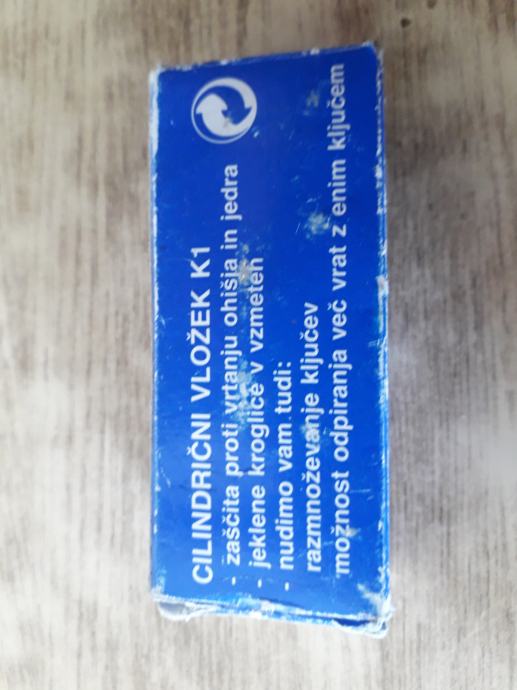 CILINDRIČNI VLOŽEK K1
- zaščita proti vrtanju ohišja in jedra
- jeklene kroglice v vzmeteh
- nudimo vam tudi:
razmnoževanje ključev
možnost odpiranja več vrat z enim ključem